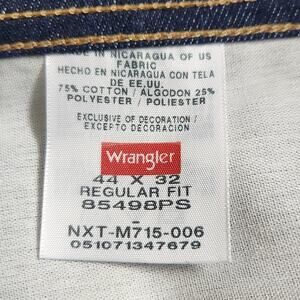 MADE IN NICARAGUA OF US
FABRIC
HECHO EN NICARAGUA CON TELA
DE EE.UU.
75% COTTON / ALGODON 25%
POLYESTER / POLIESTER
EXCLUSIVE OF DECORATION /
EXCEPTO DECORACION
Wrangler
44 X 32
REGULAR FIT
85498PS
NXT-M715-006
051071347679